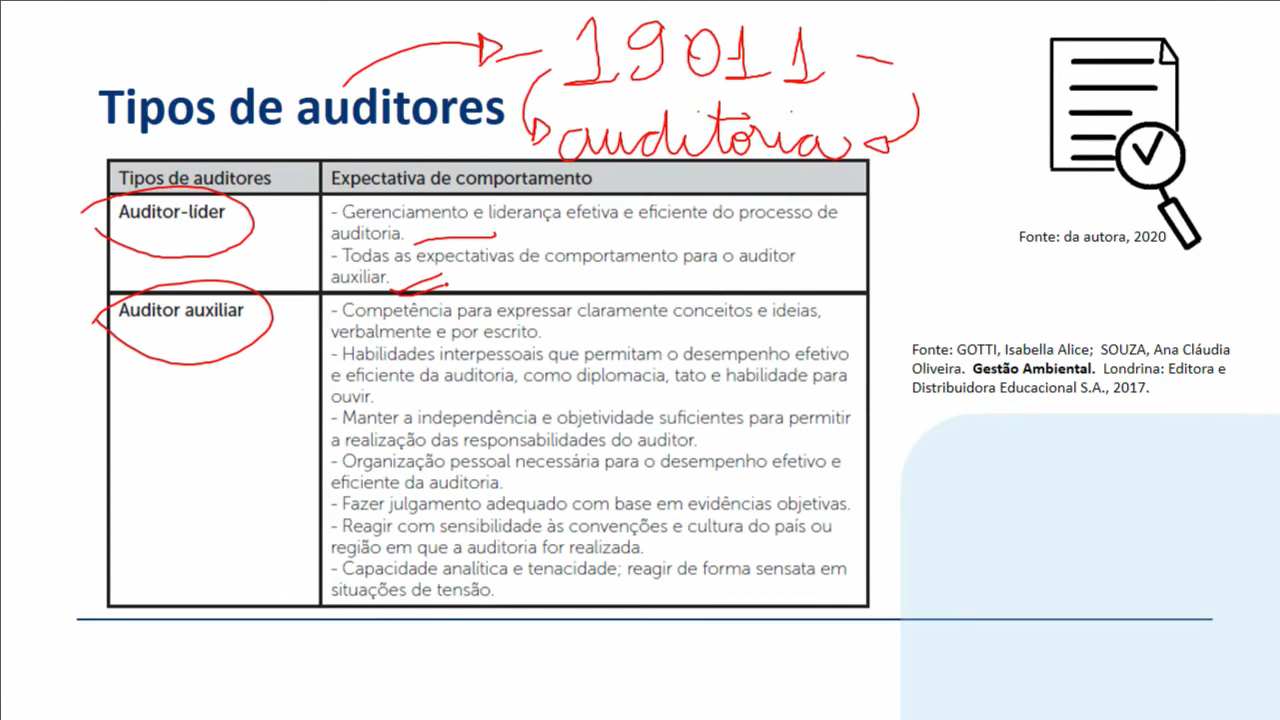 - 19011 -
Tipos de auditores
auditoria
Tipos de auditores
Expectativa de comportamento
Auditor-líder
- Gerenciamento e liderança efetiva e eficiente do processo de
auditoria.
- Todas as expectativas de comportamento para o auditor
auxiliar.
Auditor auxiliar
- Competência para expressar claramente conceitos e ideias,
verbalmente e por escrito.
- Habilidades interpessoais que permitam o desempenho efetivo
e eficiente da auditoria, como diplomacia, tato e habilidade para
ouvir.
- Manter a independência e objetividade suficientes para permitir
a realização das responsabilidades do auditor.
- Organização pessoal necessária para o desempenho efetivo e
eficiente da auditoria.
- Fazer julgamento adequado com base em evidências objetivas.
- Reagir com sensibilidade às convenções e cultura do país ou
região em que a auditoria for realizada.
- Capacidade analítica e tenacidade; reagir de forma sensata em
situações de tensão.
Fonte: da autora, 2020
Fonte: GOTTI, Isabella Alice; SOUZA, Ana Cláudia
Oliveira. Gestão Ambiental. Londrina: Editora e
Distribuidora Educacional S.A., 2017.